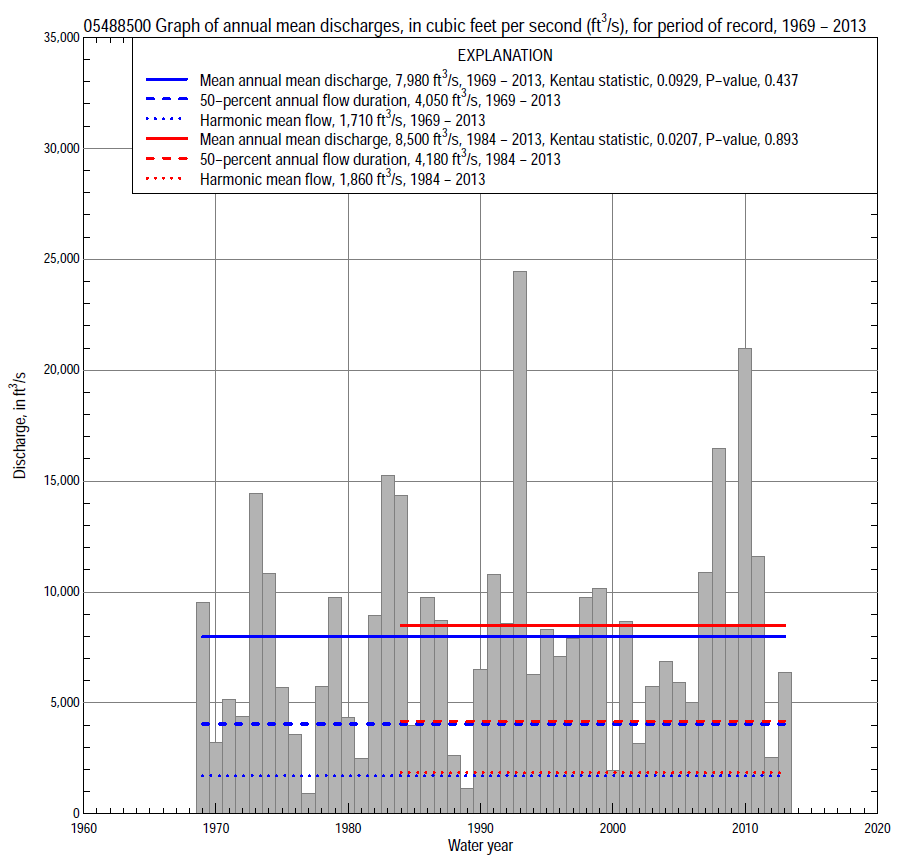 05488500 Graph of annual mean discharges, in cubic feet per second (ft³/s), for period of record, 1969 – 2013
EXPLANATION
Mean annual mean discharge, 7,980 ft³/s, 1969 – 2013, Kentau statistic, 0.0929, P–value, 0.437
50–percent annual flow duration, 4,050 ft³/s, 1969 – 2013
Harmonic mean flow, 1,710 ft³/s, 1969 – 2013
Mean annual mean discharge, 8,500 ft³/s, 1984 – 2013, Kentau statistic, 0.0207, P–value, 0.893
50–percent annual flow duration, 4,180 ft³/s, 1984 – 2013
Harmonic mean flow, 1,860 ft³/s, 1984 – 2013
35,000
30,000
25,000
20,000
15,000
10,000
5,000
0
Discharge, in ft³/s
1960 1970 1980 1990 2000 2010 2020
Water year